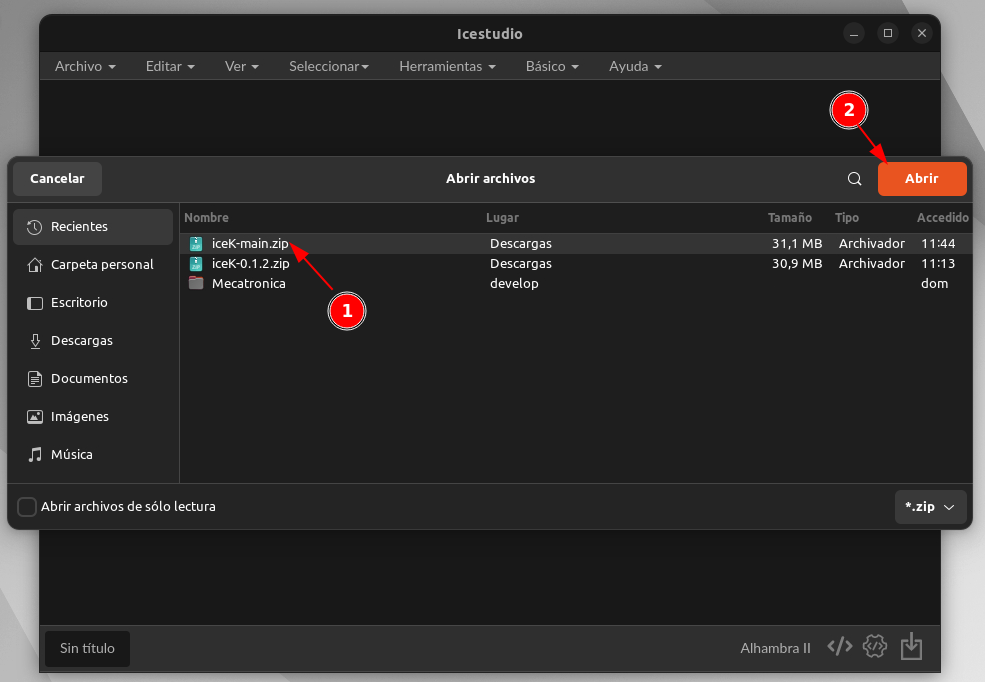 Icestudio
Archivo Editar Ver Seleccionar Herramientas Básico Ayuda
2
Cancelar Abrir archivos Abrir
Recientes
Carpeta personal
Escritorio
Descargas
Documentos
Imágenes
Música
Nombre Lugar Tamaño Tipo Accedido
iceK-main.zip Descargas 31,1 MB Archivador 11:44
iceK-0.1.2.zip Descargas 30,9 MB Archivador 11:13
Mecatronica develop dom
1
Abrir archivos de sólo lectura *.zip
Sin título Alhambra II